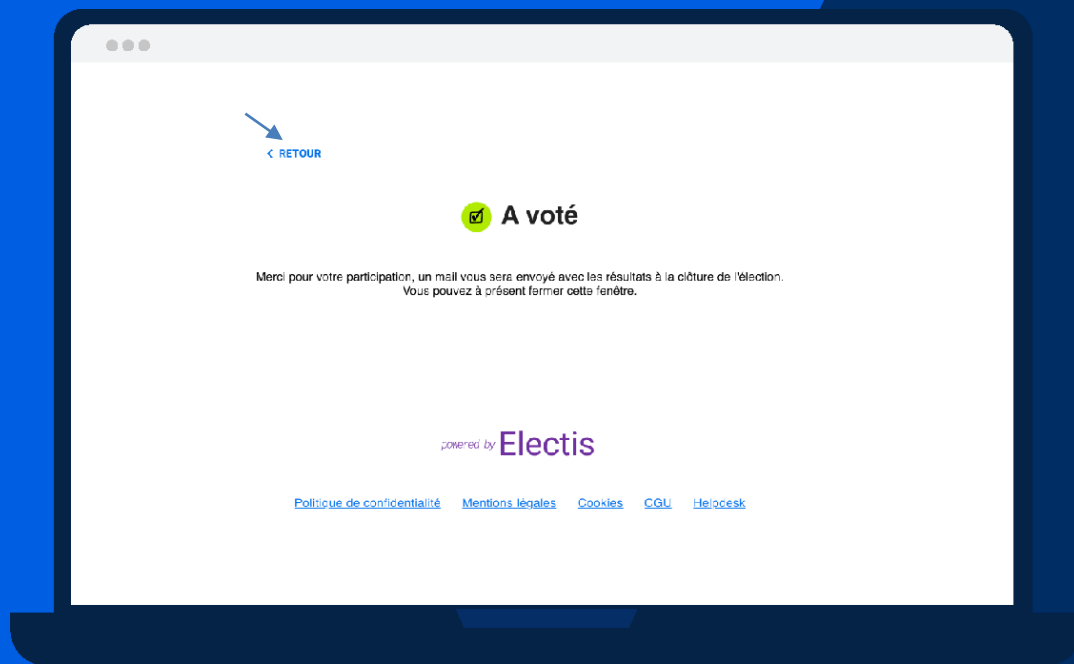 < RETOUR
A voté
Merci pour votre participation, un mail vous sera envoyé avec les résultats à la clôture de l'élection.
Vous pouvez à présent fermer cette fenêtre.
powered by Electis
Politique de confidentialité Mentions légales Cookies CGU Helpdesk